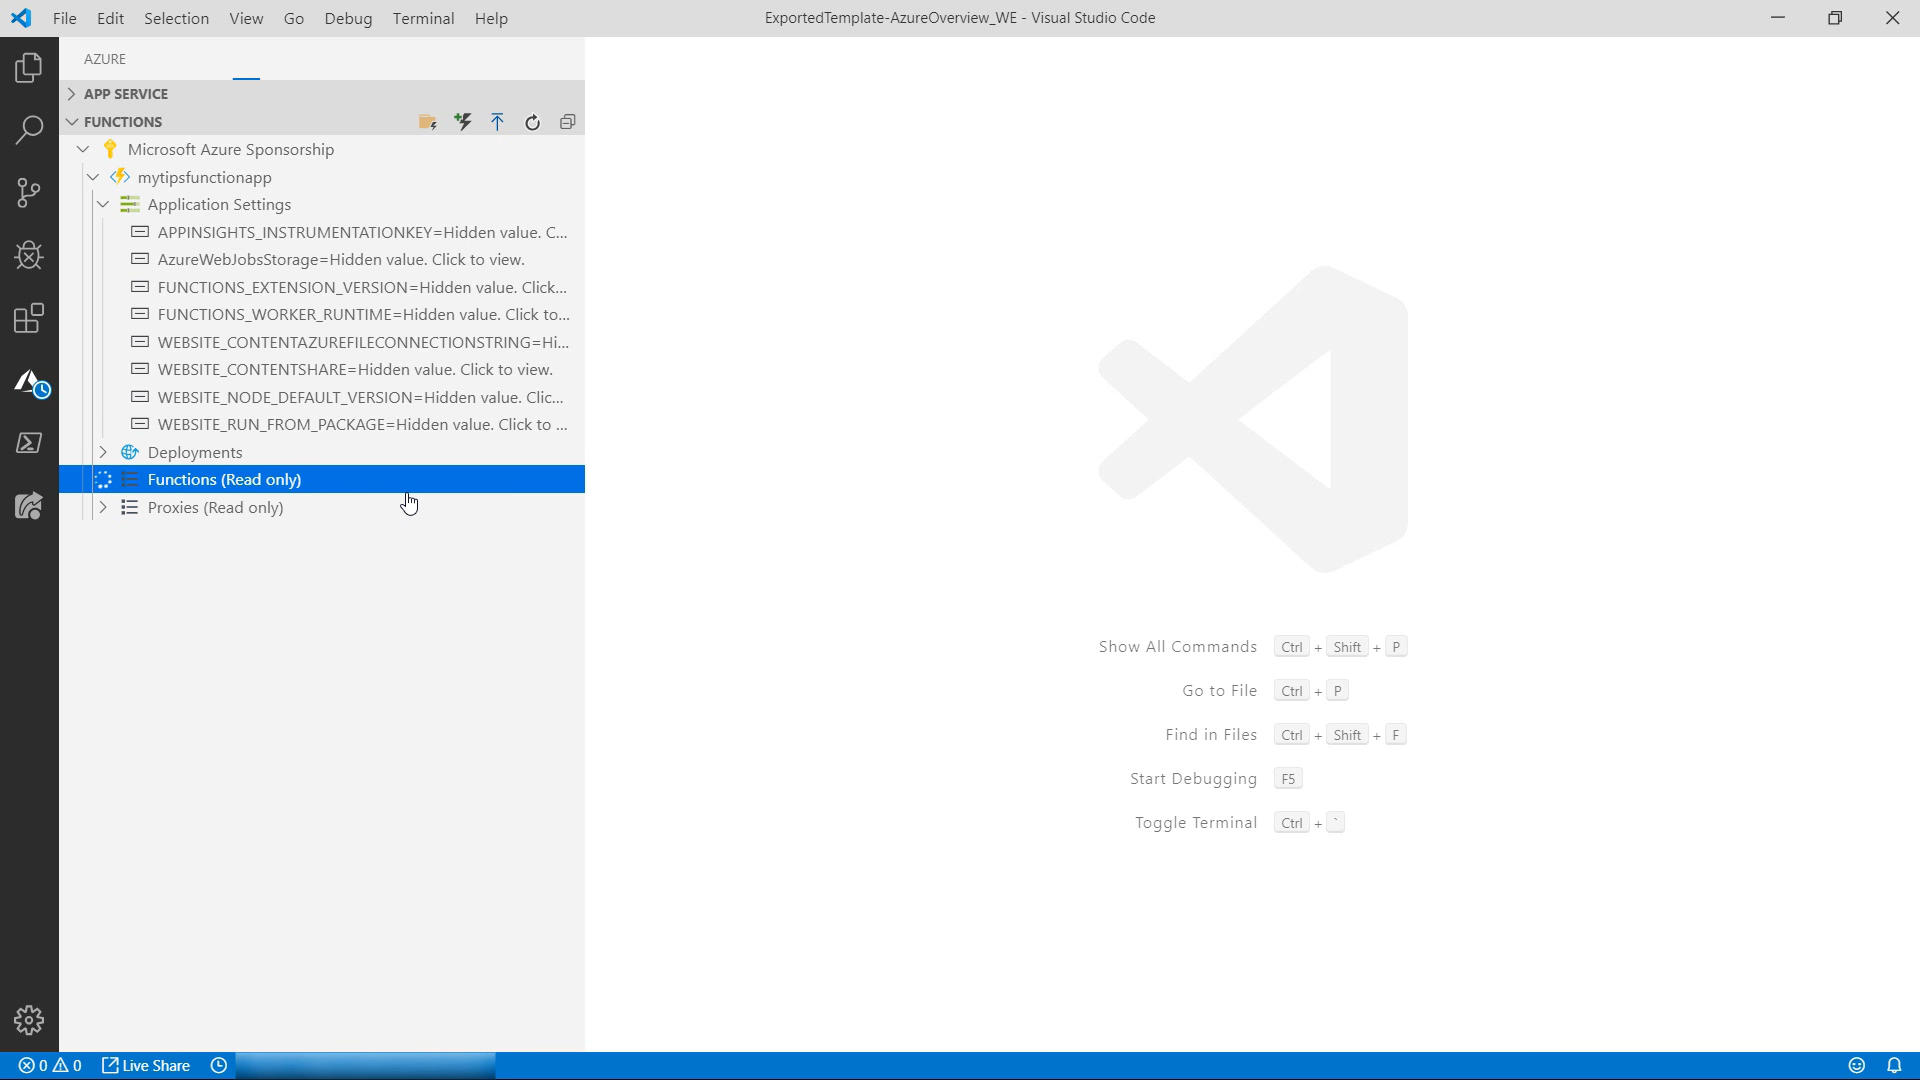 File Edit Selection View Go Debug Terminal Help ExportedTemplate-AzureOverview_WE - Visual Studio Code
AZURE
APP SERVICE
FUNCTIONS
Microsoft Azure Sponsorship
mytipsfunctionapp
Application Settings
APPINSIGHTS_INSTRUMENTATIONKEY=Hidden value. C...
AzureWebJobsStorage=Hidden value. Click to view.
FUNCTIONS_EXTENSION_VERSION=Hidden value. Click...
FUNCTIONS_WORKER_RUNTIME=Hidden value. Click to...
WEBSITE_CONTENTAZUREFILECONNECTIONSTRING=Hi...
WEBSITE_CONTENTSHARE=Hidden value. Click to view.
WEBSITE_NODE_DEFAULT_VERSION=Hidden value. Clic...
WEBSITE_RUN_FROM_PACKAGE=Hidden value. Click to ...
Deployments
Functions (Read only)
Proxies (Read only)
Show All Commands Ctrl + Shift + P
Go to File Ctrl + P
Find in Files Ctrl + Shift + F
Start Debugging F5
Toggle Terminal Ctrl + `
0 0 Live Share